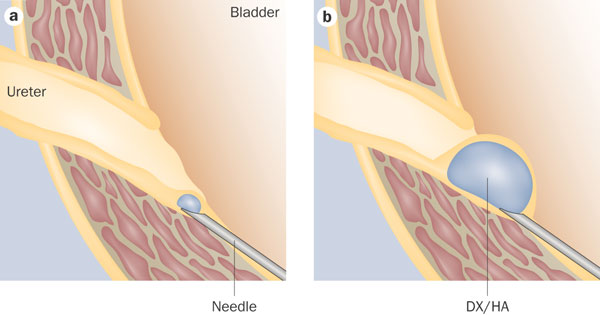 a
Bladder
b
Ureter
Needle
DX/HA